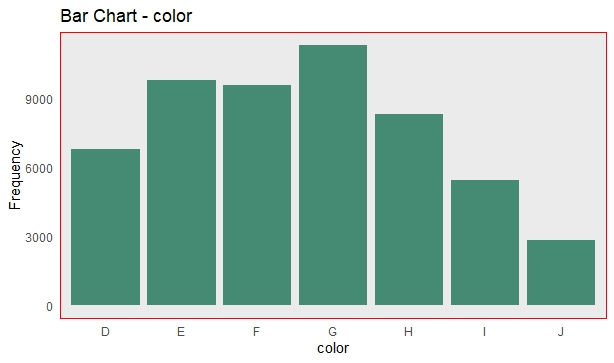 Bar Chart - color
Frequency
9000
6000
3000
0
D E F G H I J
color